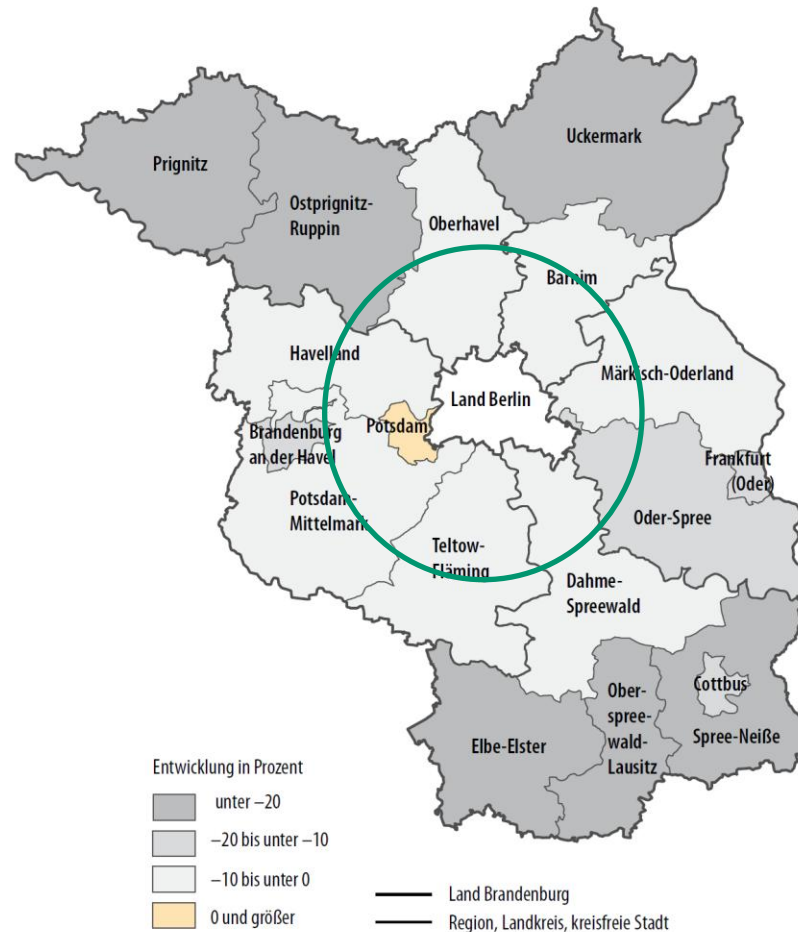 Uckermark
Prignitz
Ostprignitz-
Ruppin
Oberhavel
Barnim
Havelland
Märkisch-Oderland
Land Berlin
Potsdam
Brandenburg
an der Havel
Frankfurt
(Oder)
Potsdam-
Mittelmark
Oder-Spree
Teltow-
Fläming
Dahme-
Spreewald
Cottbus
Ober-
spree-
wald-
Lausitz
Elbe-Elster
Spree-Neiße
Entwicklung in Prozent
unter –20
–20 bis unter –10
–10 bis unter 0
0 und größer
Land Brandenburg
Region, Landkreis, kreisfreie Stadt